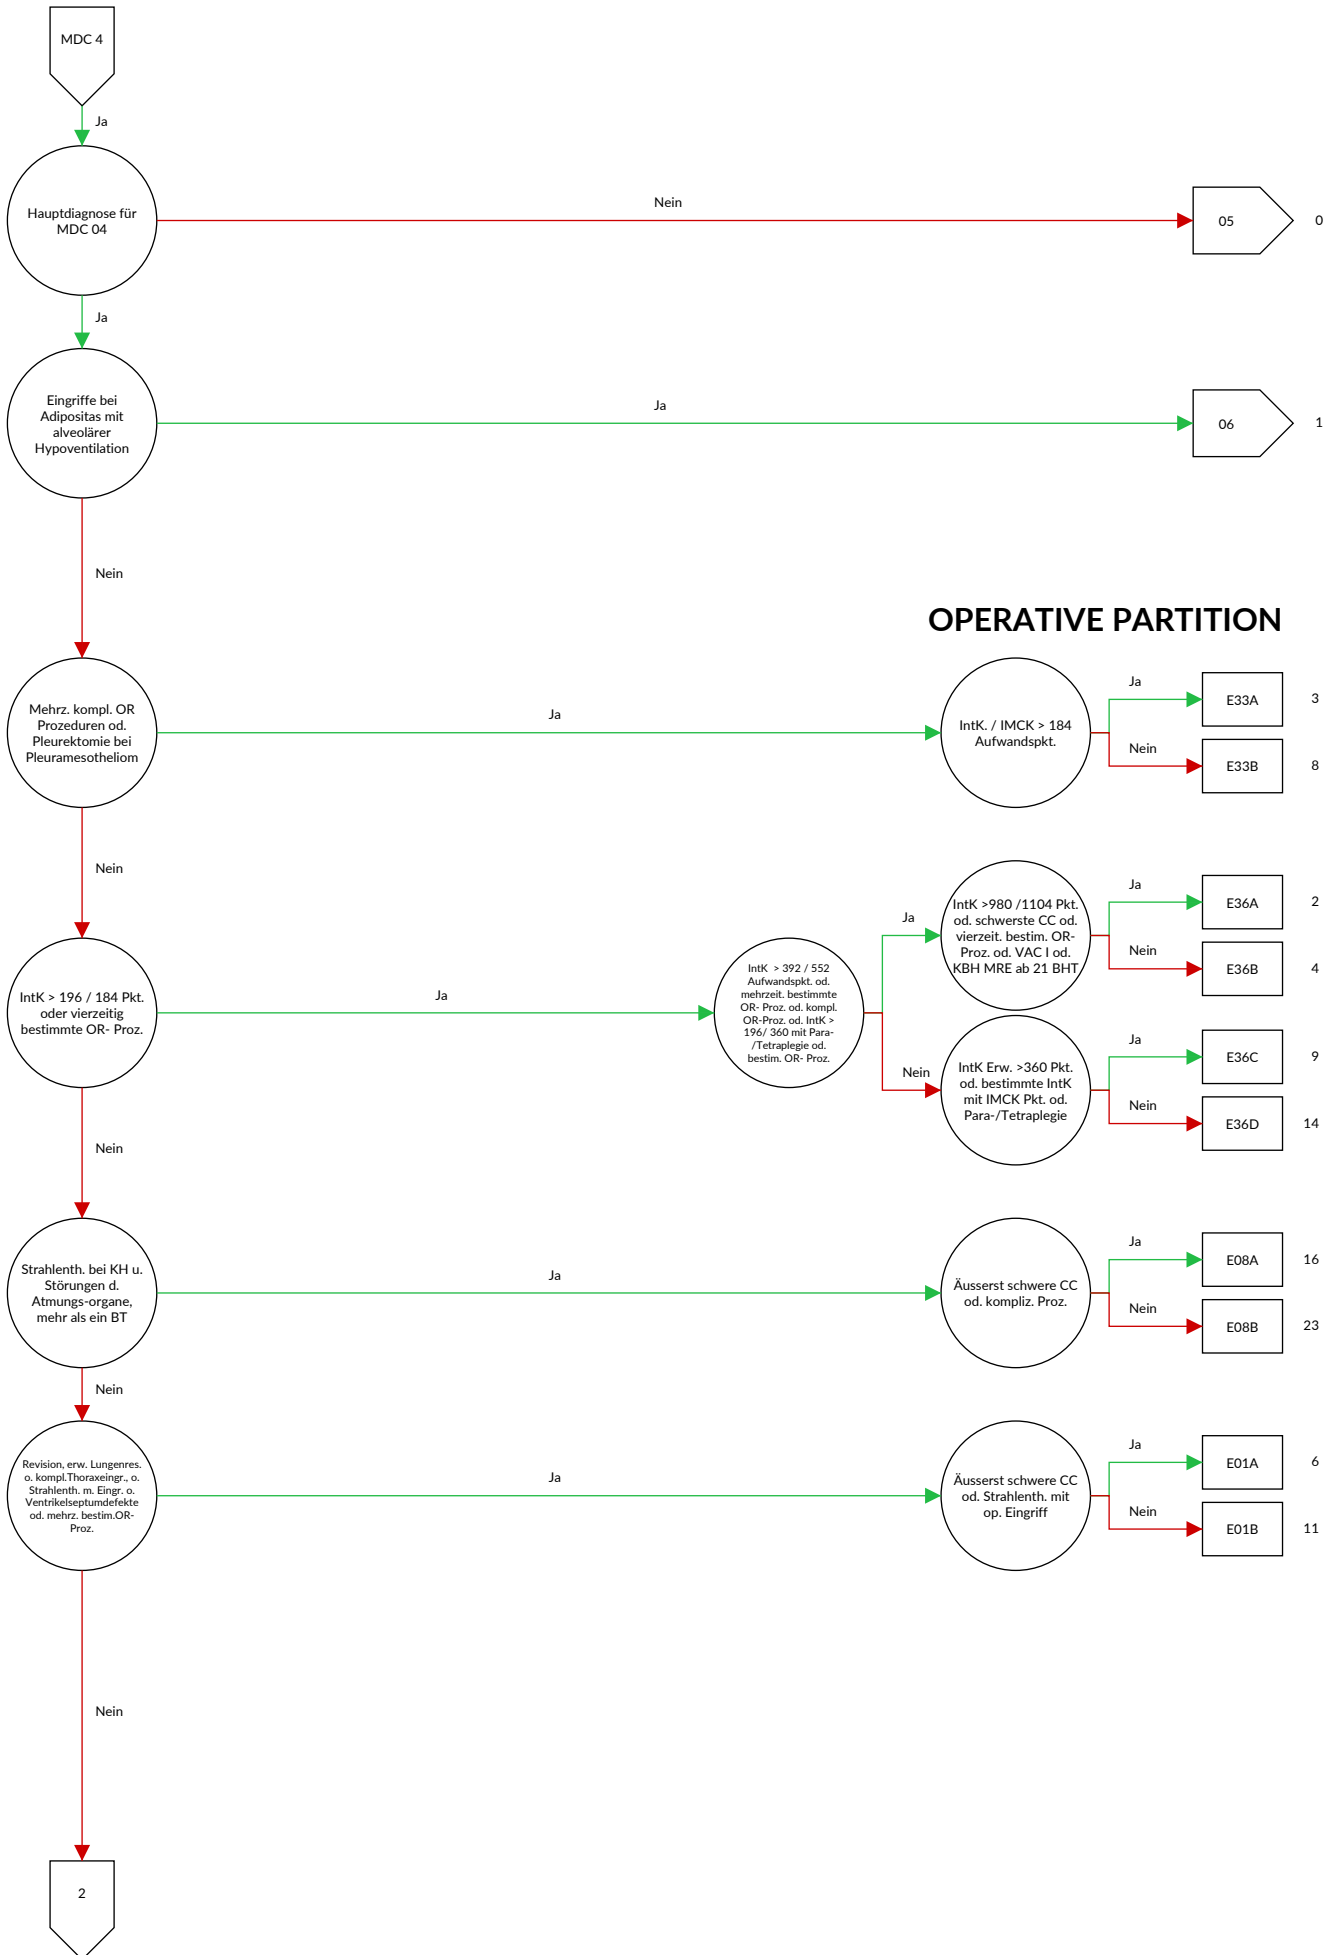 MDC 4
Ja
Hauptdiagnose für
MDC 04
Nein
05
0
Ja
Eingriffe bei
Adipositas mit
alveolärer
Hypoventilation
Ja
06
1
Nein
OPERATIVE PARTITION
Mehrz. kompl. OR
Prozeduren od.
Pleurektomie bei
Pleuramesotheliom
Ja
IntK. / IMCK > 184
Aufwandspkt.
Ja
E33A
3
Nein
E33B
8
Nein
IntK > 196 / 184 Pkt.
oder vierzeitig
bestimmte OR- Proz.
Ja
IntK > 392 / 552
Aufwandspkt. od.
mehrzeit. bestimmte
OR- Proz. od. kompl.
OR-Proz. od. IntK >
196/ 360 mit Para-
/Tetraplegie od.
bestim. OR- Proz.
Ja
IntK >980 /1104 Pkt.
od. schwerste CC od.
vierzeit. bestim. OR-
Proz. od. VAC I od.
KBH MRE ab 21 BHT
Ja
E36A
2
Nein
E36B
4
Nein
IntK Erw. >360 Pkt.
od. bestimmte IntK
mit IMCK Pkt. od.
Para-/Tetraplegie
Ja
E36C
9
Nein
E36D
14
Nein
Strahlenth. bei KH u.
Störungen d.
Atmungs-organe,
mehr als ein BT
Ja
Äusserst schwere CC
od. kompliz. Proz.
Ja
E08A
16
Nein
E08B
23
Nein
Revision, erw. Lungenres.
o. kompl.Thoraxeingr., o.
Strahlenth. m. Eingr. o.
Ventrikelseptumdefekte
od. mehrz. bestim.OR-
Proz.
Ja
Äusserst schwere CC
od. Strahlenth. mit
op. Eingriff
Ja
E01A
6
Nein
E01B
11
Nein
2